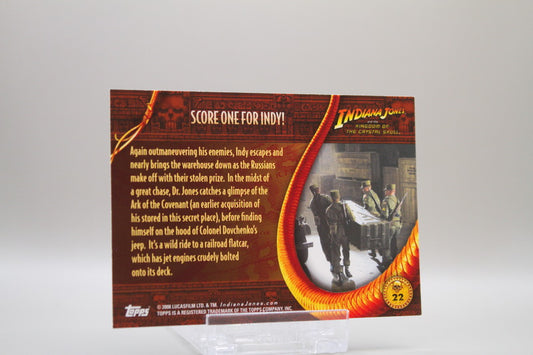 SCORE ONE FOR INDY!
INDIANA JONES
AND THE
KINGDOM OF
THE CRYSTAL SKULL
Again outmaneuvering his enemies, Indy escapes and
nearly brings the warehouse down as the Russians
make off with their stolen prize. In the midst of
a great chase, Dr. Jones catches a glimpse of the
Ark of the Covenant (an earlier acquisition of
his stored in this secret place), before finding
himself on the hood of Colonel Dovchenko's
jeep. It's a wild ride to a railroad flatcar,
which has jet engines crudely bolted
onto its deck.
22
TOPPS
© 2008 LUCASFILM LTD. & TM. IndianaJones.com
TOPPS IS A REGISTERED TRADEMARK OF THE TOPPS COMPANY, INC.